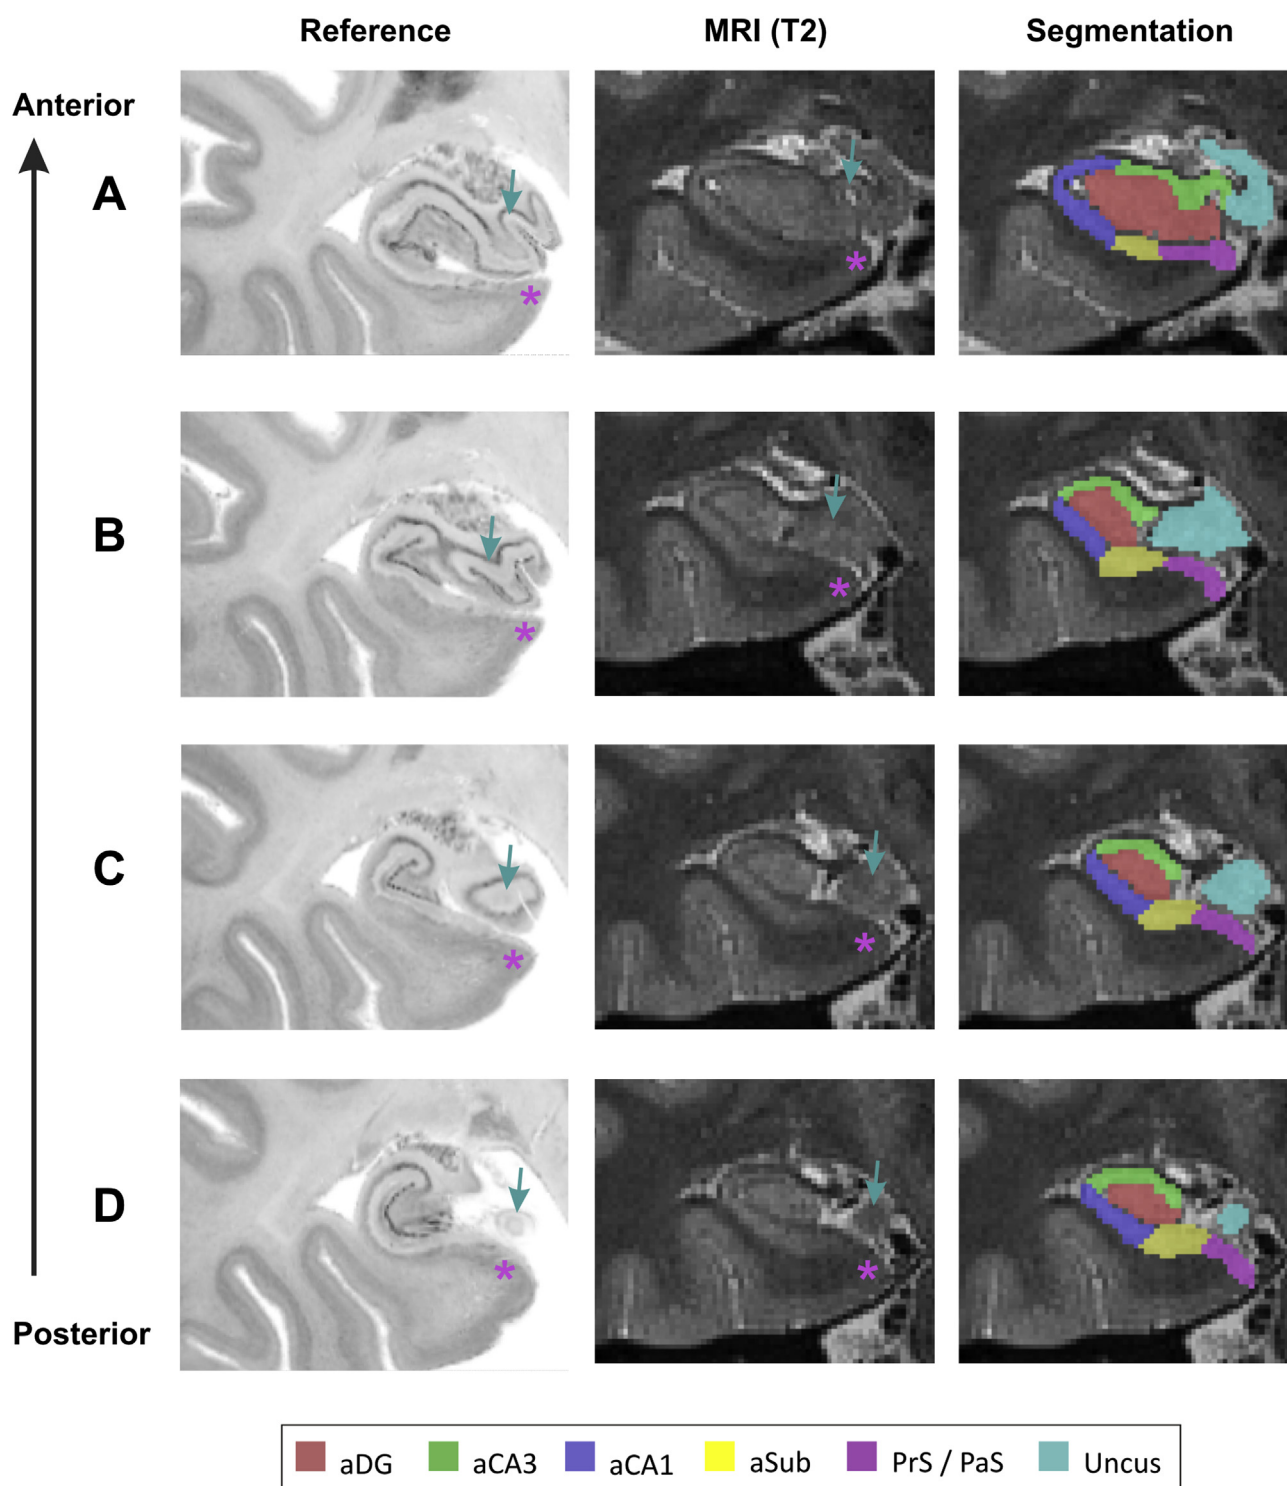 Reference MRI (T2) Segmentation
Anterior
A
*
*
B
*
*
C
*
*
D
*
*
Posterior
aDG aCA3 aCA1 aSub PrS / PaS Uncus